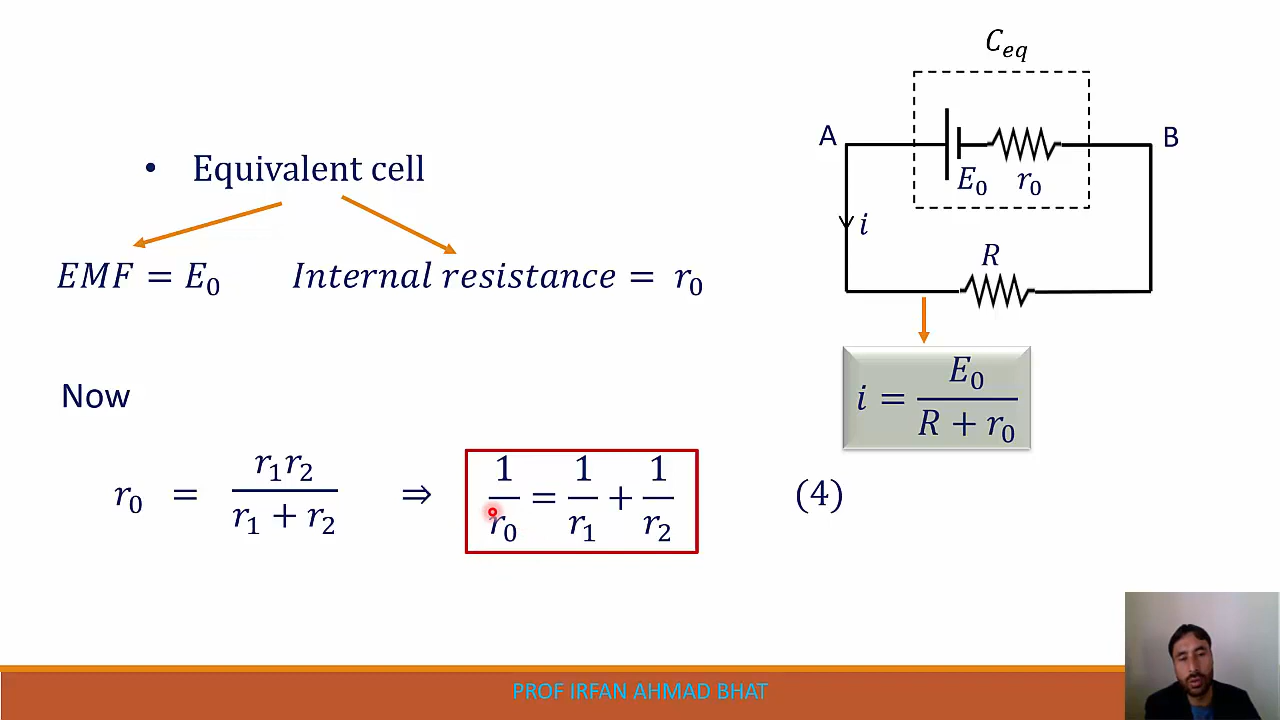 C_eq
A
B
E_0
r_0
i
R
• Equivalent cell
EMF = E_0
Internal resistance = r_0
i = E_0 / (R + r_0)
Now
r_0 = r_1 r_2 / (r_1 + r_2) ⇒ 1/r_0 = 1/r_1 + 1/r_2 (4)
PROF IRFAN AHMAD BHAT